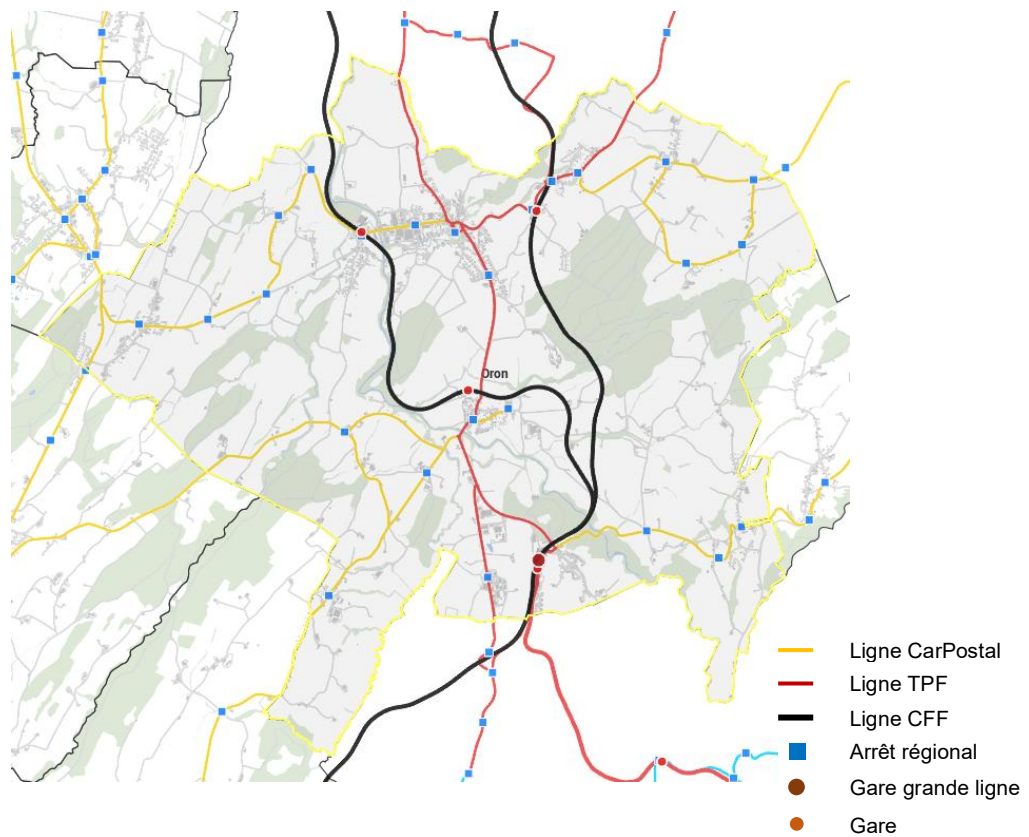 Oron
Ligne CarPostal
Ligne TPF
Ligne CFF
Arrêt régional
Gare grande ligne
Gare